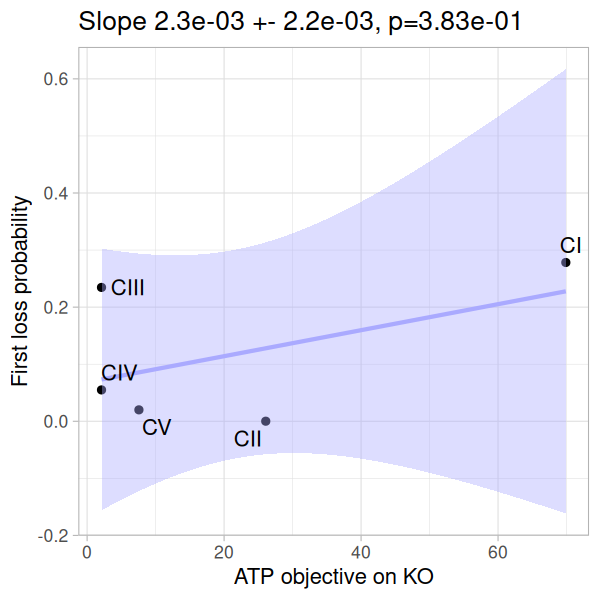 Slope 2.3e-03 +- 2.2e-03, p=3.83e-01
First loss probability
0.6
0.4
0.2
0.0
-0.2
CI
CIII
CIV
CV
CII
0
20
40
60
ATP objective on KO